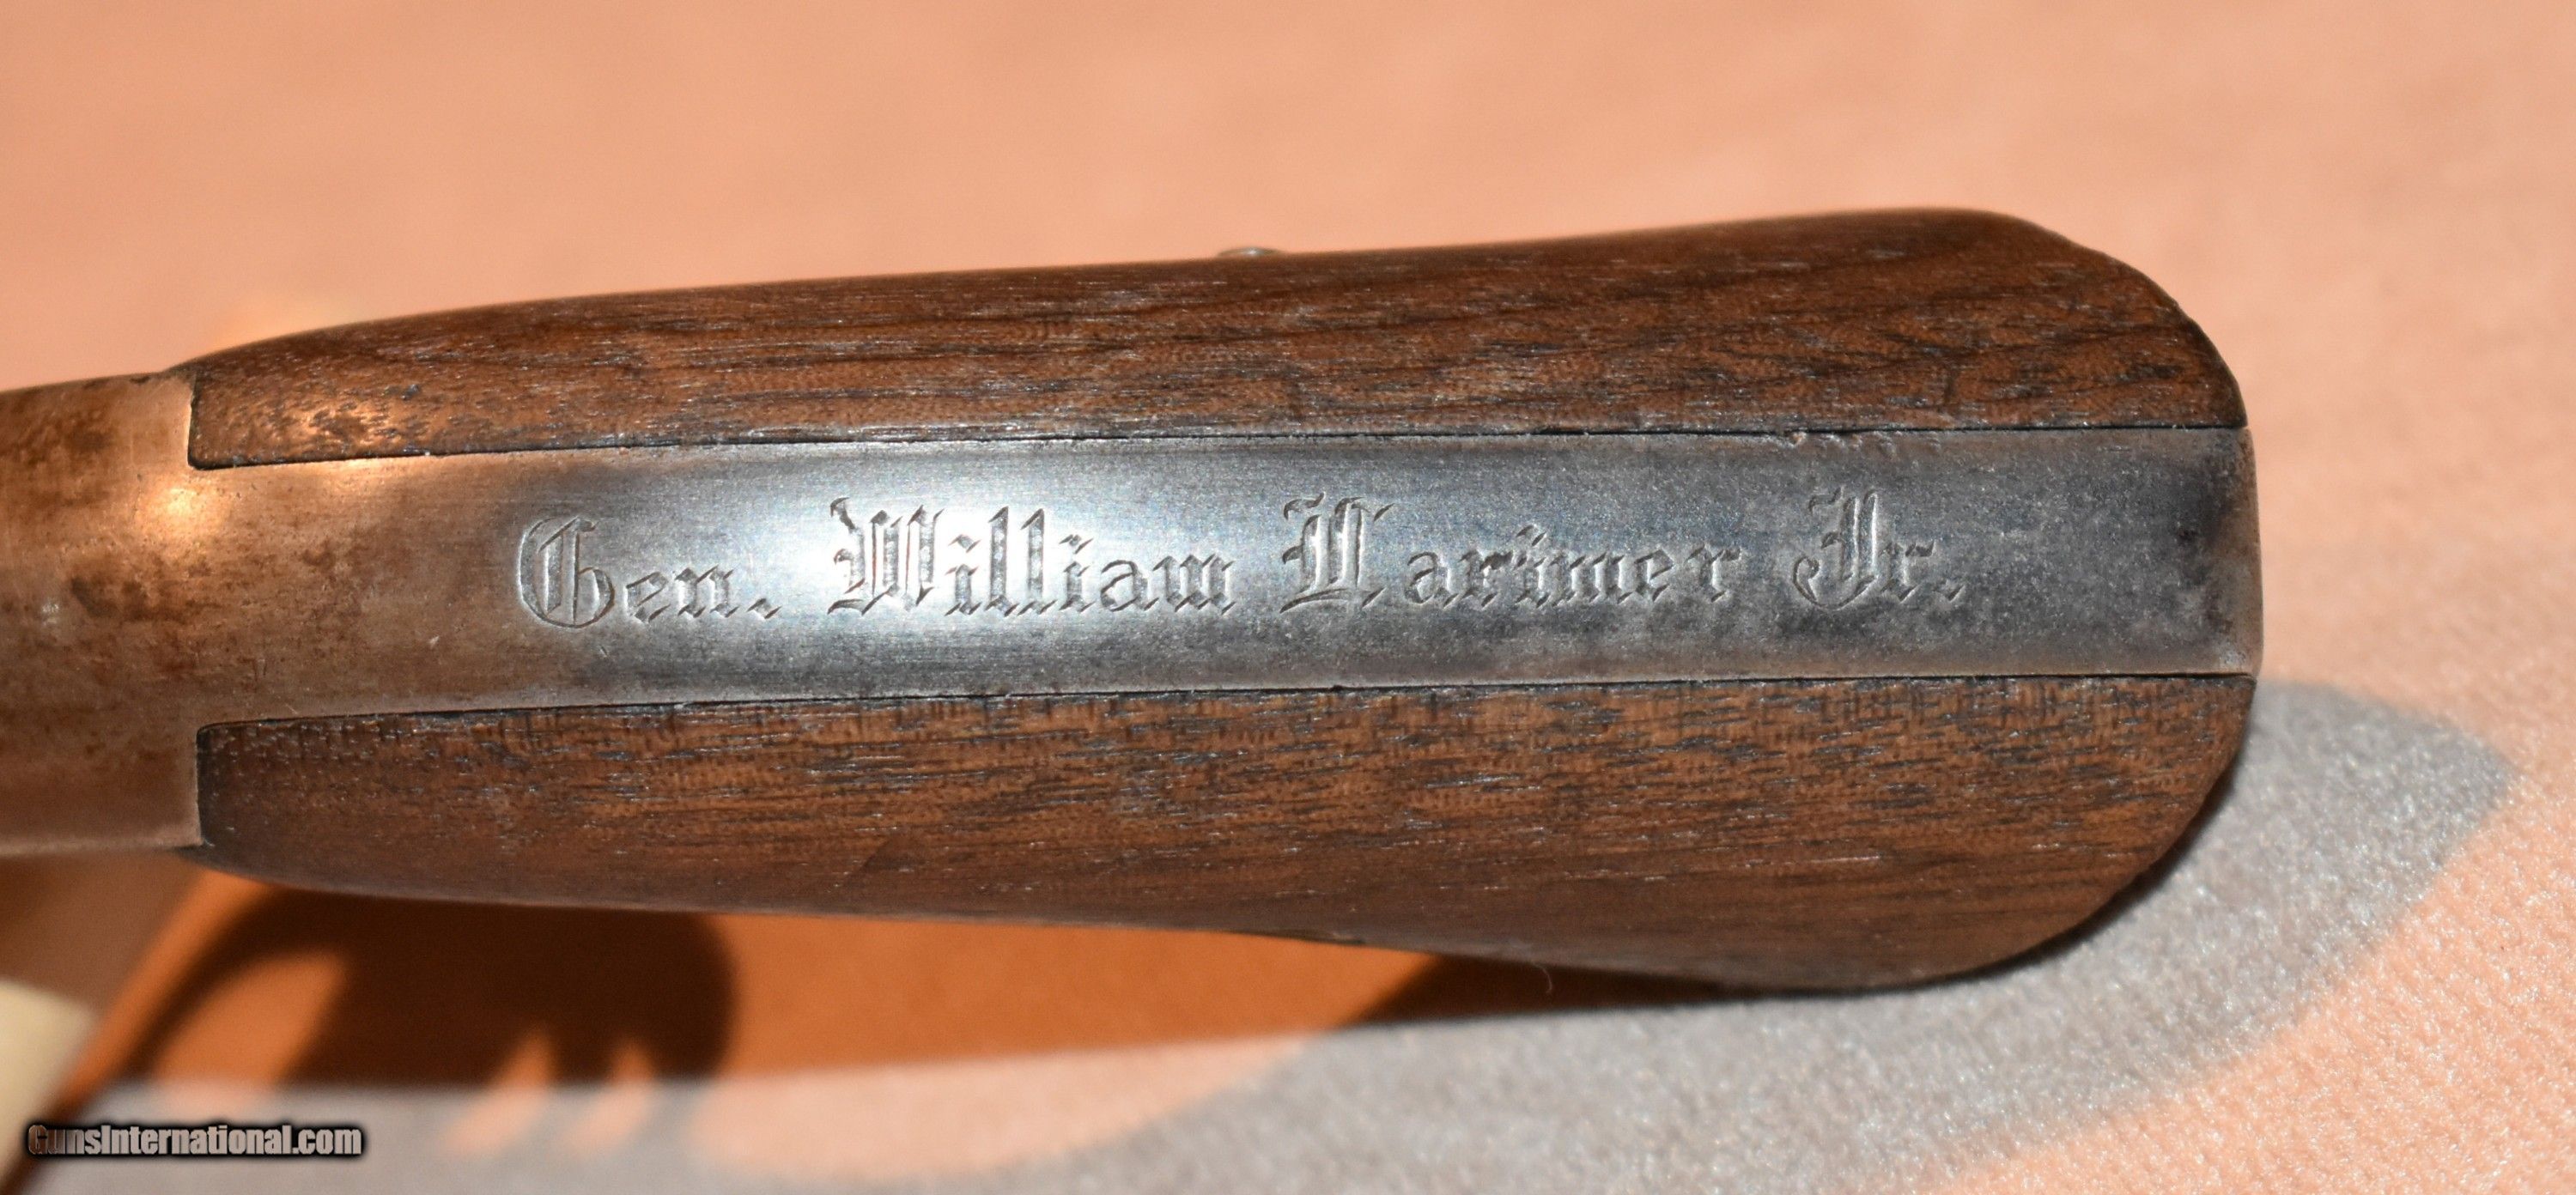 Gen. William Larimer Jr.
GunsInternational.com